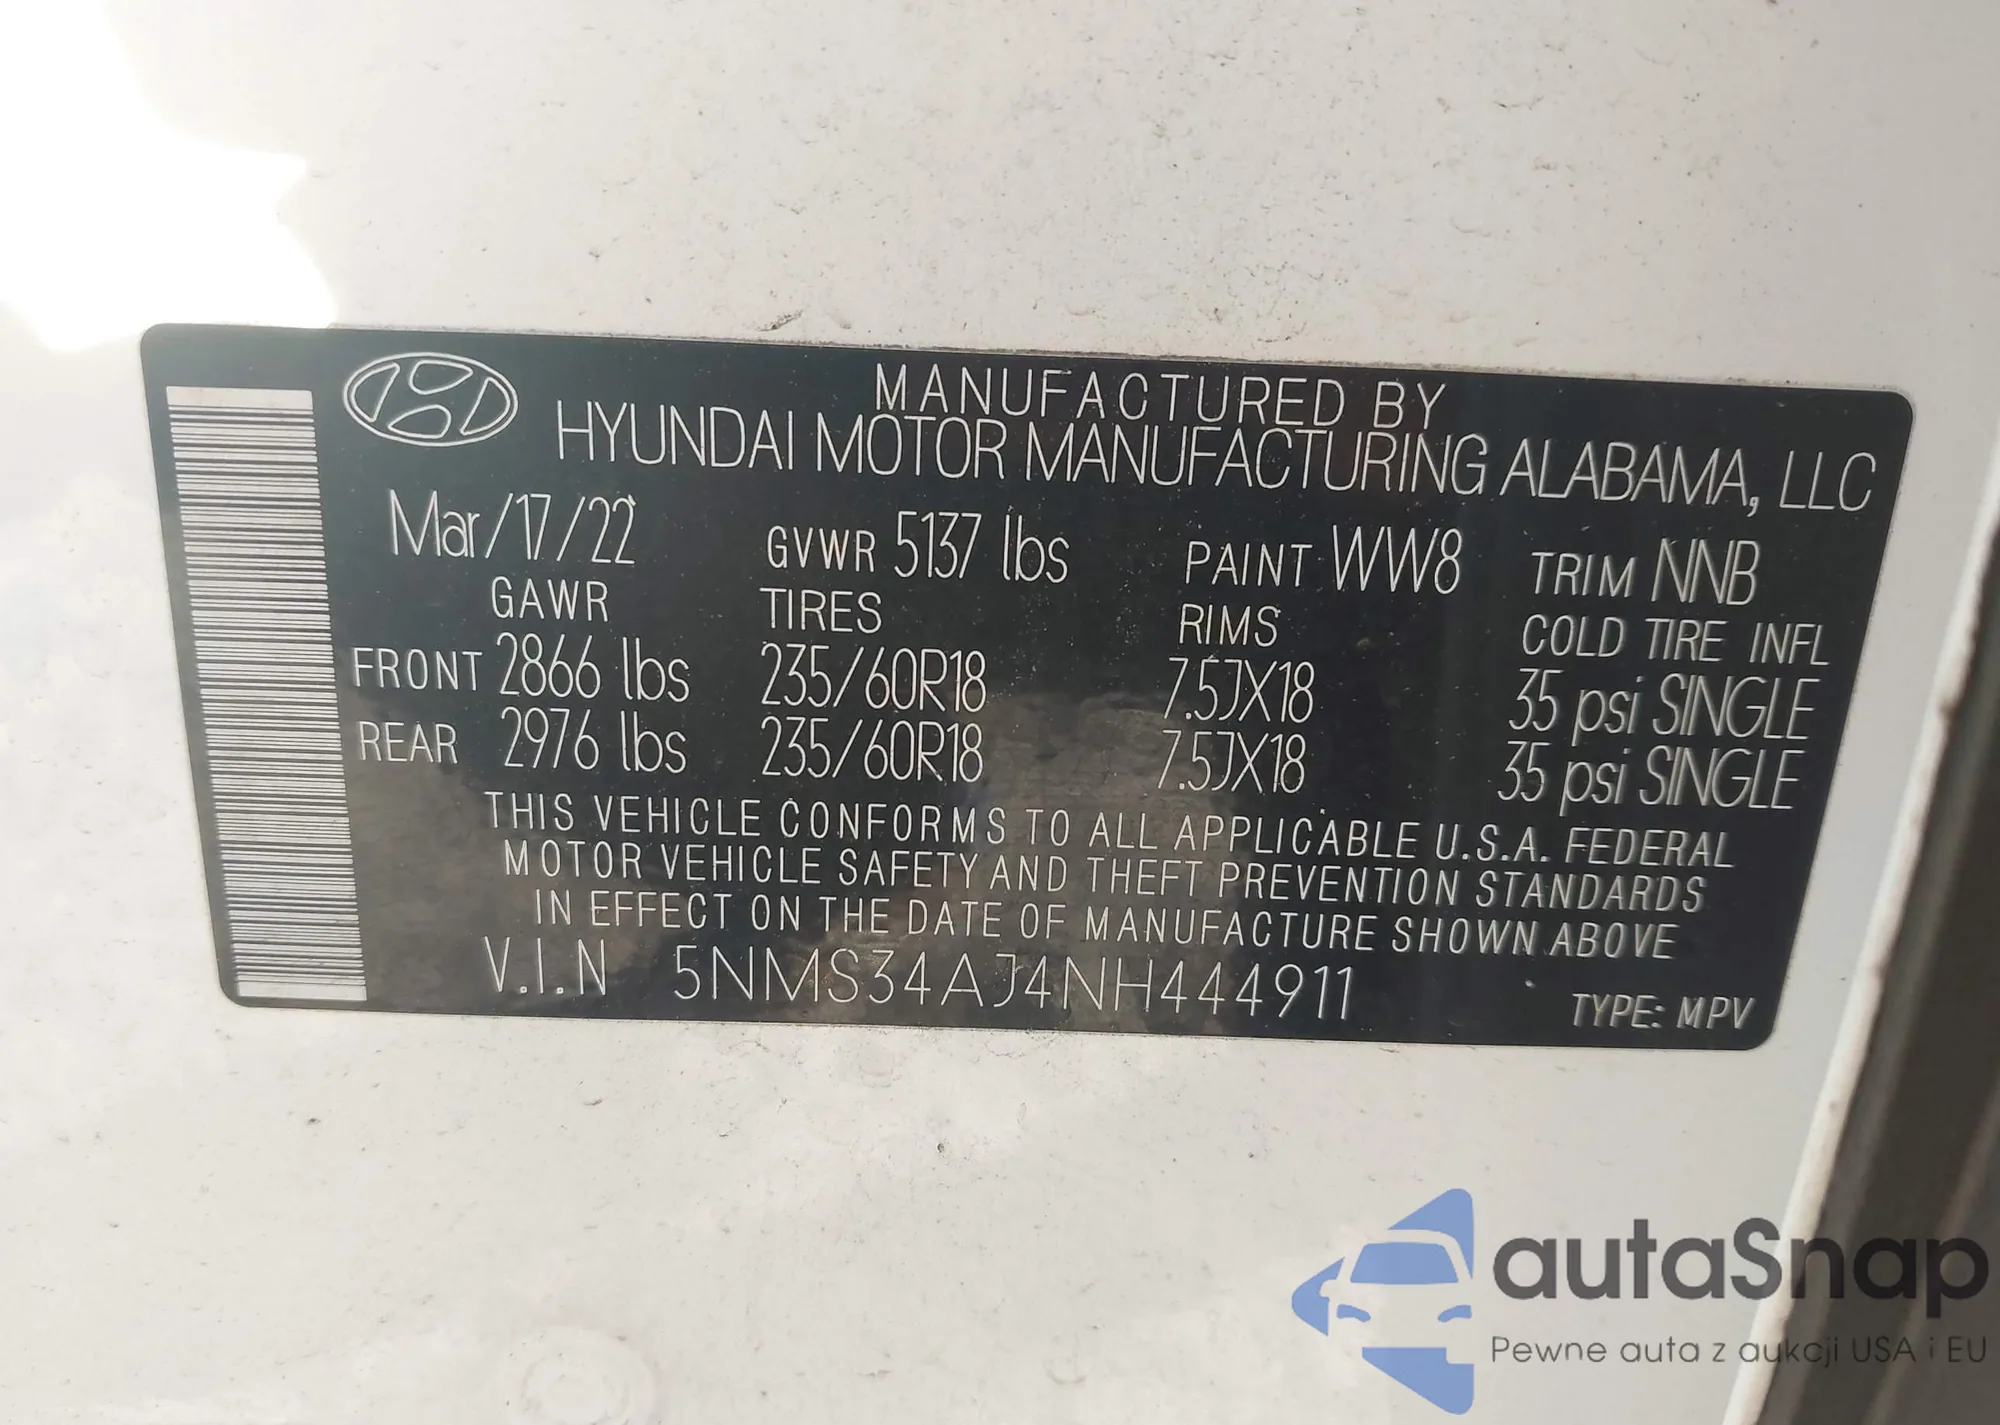 MANUFACTURED BY
HYUNDAI MOTOR MANUFACTURING ALABAMA, LLC
Mar/17/22 GVWR 5137 lbs PAINT WW8 TRIM NNB
GAWR TIRES RIMS COLD TIRE INFL
FRONT 2866 lbs 235/60R18 7.5JX18 35 psi SINGLE
REAR 2976 lbs 235/60R18 7.5JX18 35 psi SINGLE
THIS VEHICLE CONFORMS TO ALL APPLICABLE U.S.A. FEDERAL
MOTOR VEHICLE SAFETY AND THEFT PREVENTION STANDARDS
IN EFFECT ON THE DATE OF MANUFACTURE SHOWN ABOVE
V.I.N 5NMS34AJ4NH444911 TYPE: MPV
autaSnap
Pewne auta z aukcji USA i EU